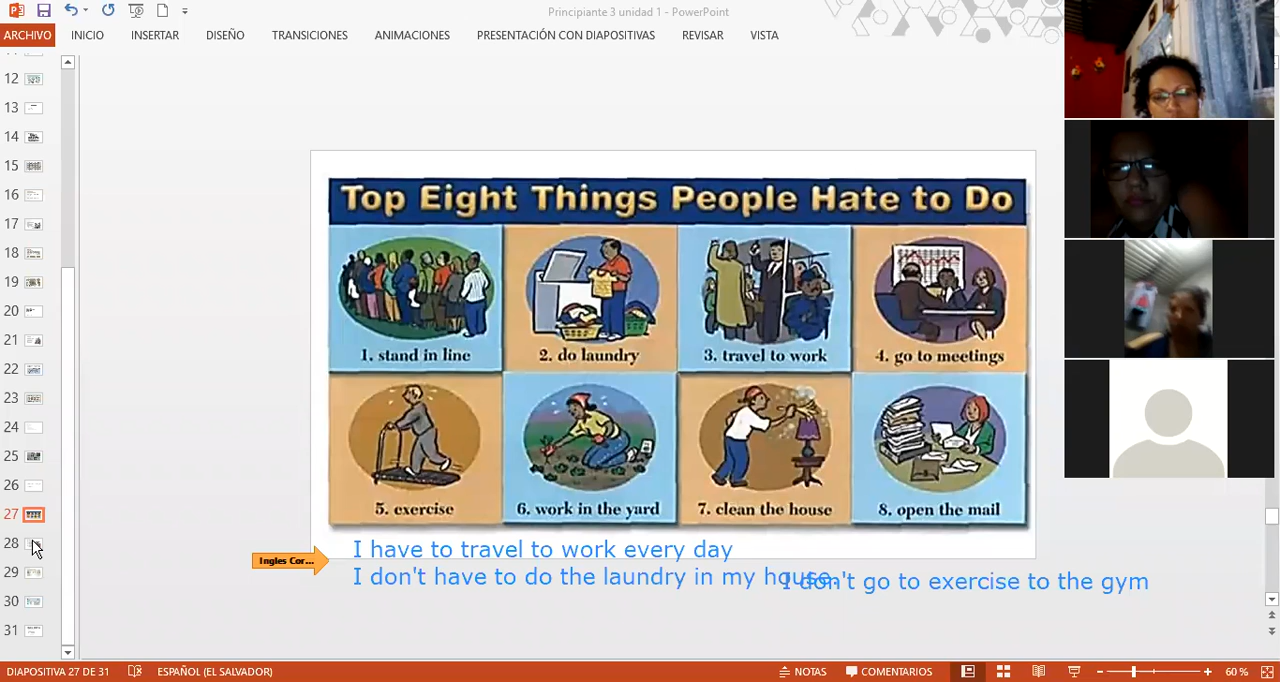 Principiante 3 unidad 1 - PowerPoint
ARCHIVO INICIO INSERTAR DISEÑO TRANSICIONES ANIMACIONES PRESENTACIÓN CON DIAPOSITIVAS REVISAR VISTA
12
13
14
15
16
17
18
19
20
21
22
23
24
25
26
27
28
29
30
31
Top Eight Things People Hate to Do
1. stand in line
2. do laundry
3. travel to work
4. go to meetings
5. exercise
6. work in the yard
7. clean the house
8. open the mail
Ingles Cor...
I have to travel to work every day
I don't have to do the laundry in my house.
I don't go to exercise to the gym
DIAPOSITIVA 27 DE 31 ESPAÑOL (EL SALVADOR) NOTAS COMENTARIOS 60 %